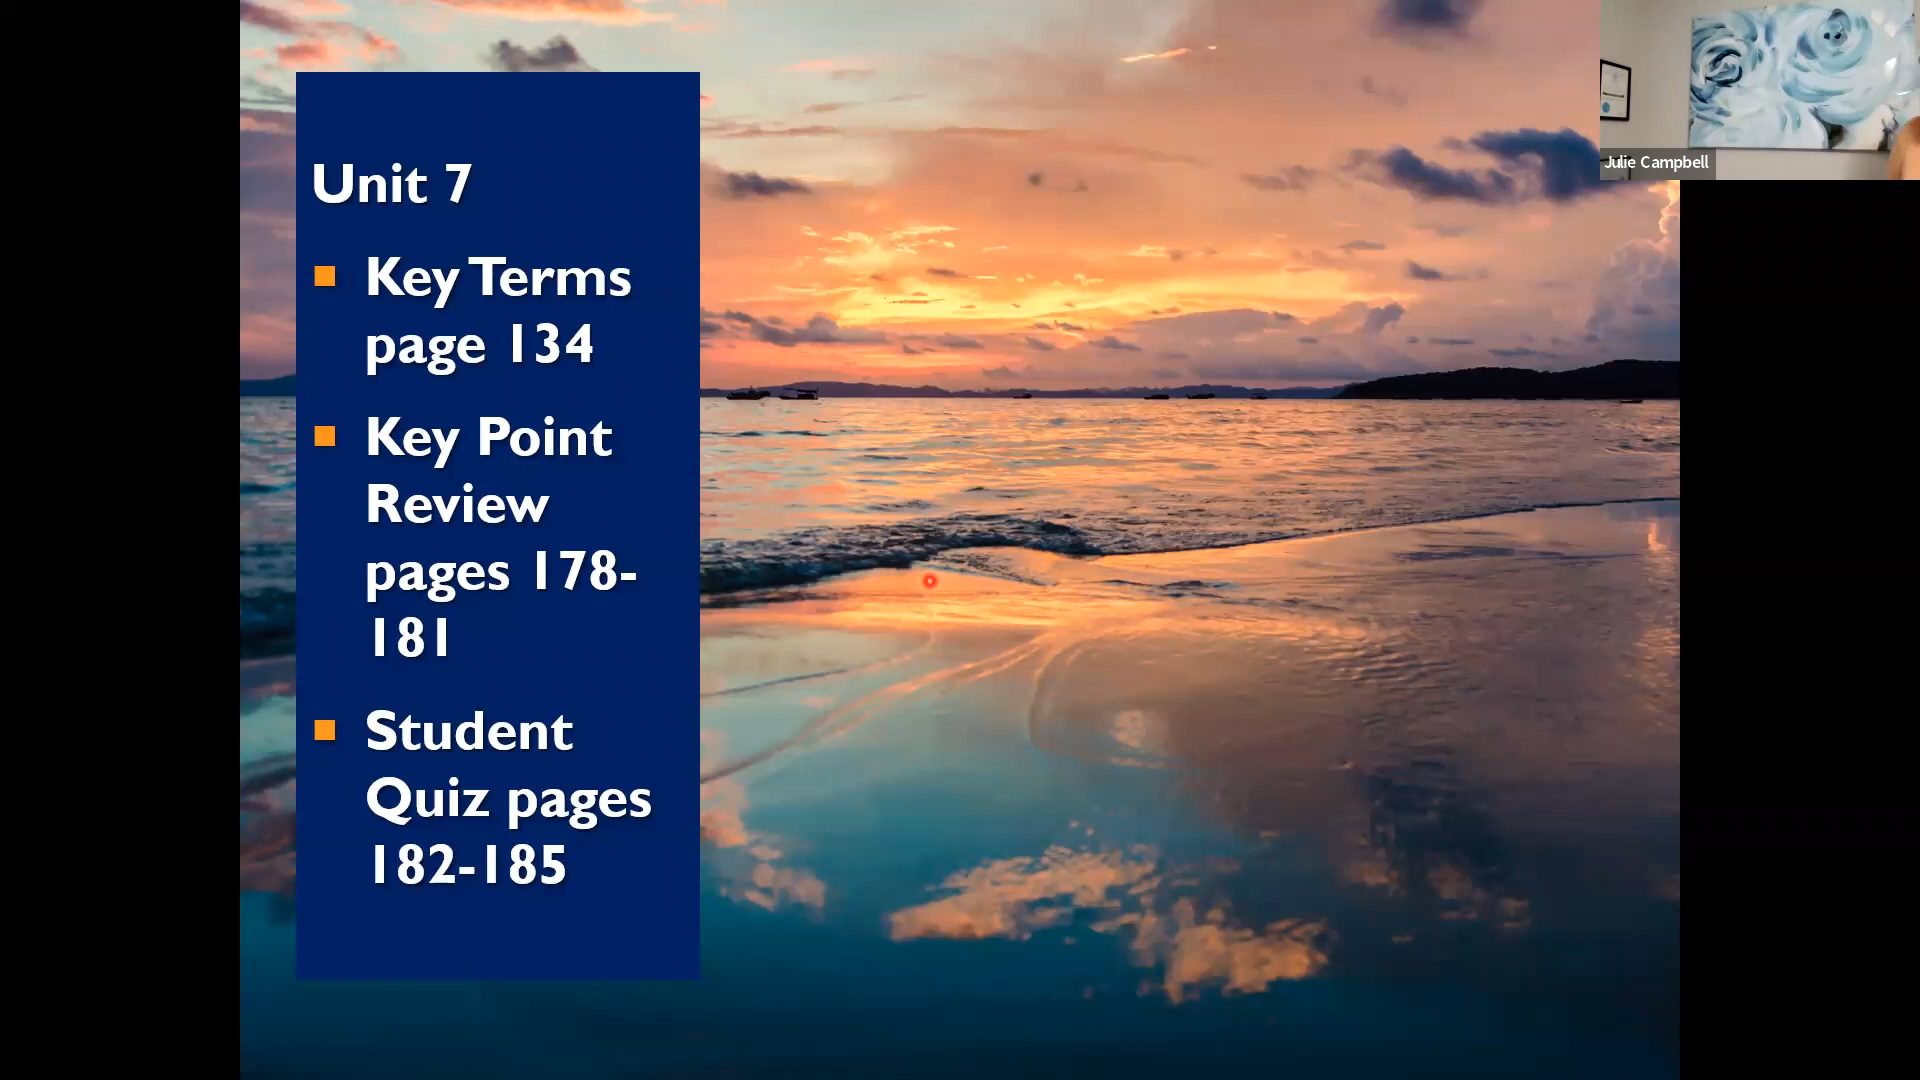 Unit 7
Key Terms
page 134
Key Point
Review
pages 178-
181
Student
Quiz pages
182-185
Julie Campbell